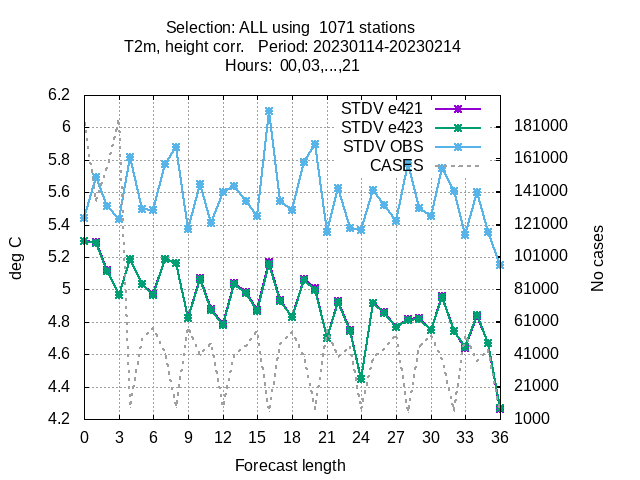 Selection: ALL using  1071 stations
T2m, height corr.   Period: 20230114-20230214
Hours:  00,03,...,21
STDV e421
STDV e423
STDV OBS
CASES
6.2
6
5.8
5.6
5.4
5.2
5
4.8
4.6
4.4
4.2
181000
161000
141000
121000
101000
81000
61000
41000
21000
1000
deg C
No cases
0 3 6 9 12 15 18 21 24 27 30 33 36
Forecast length